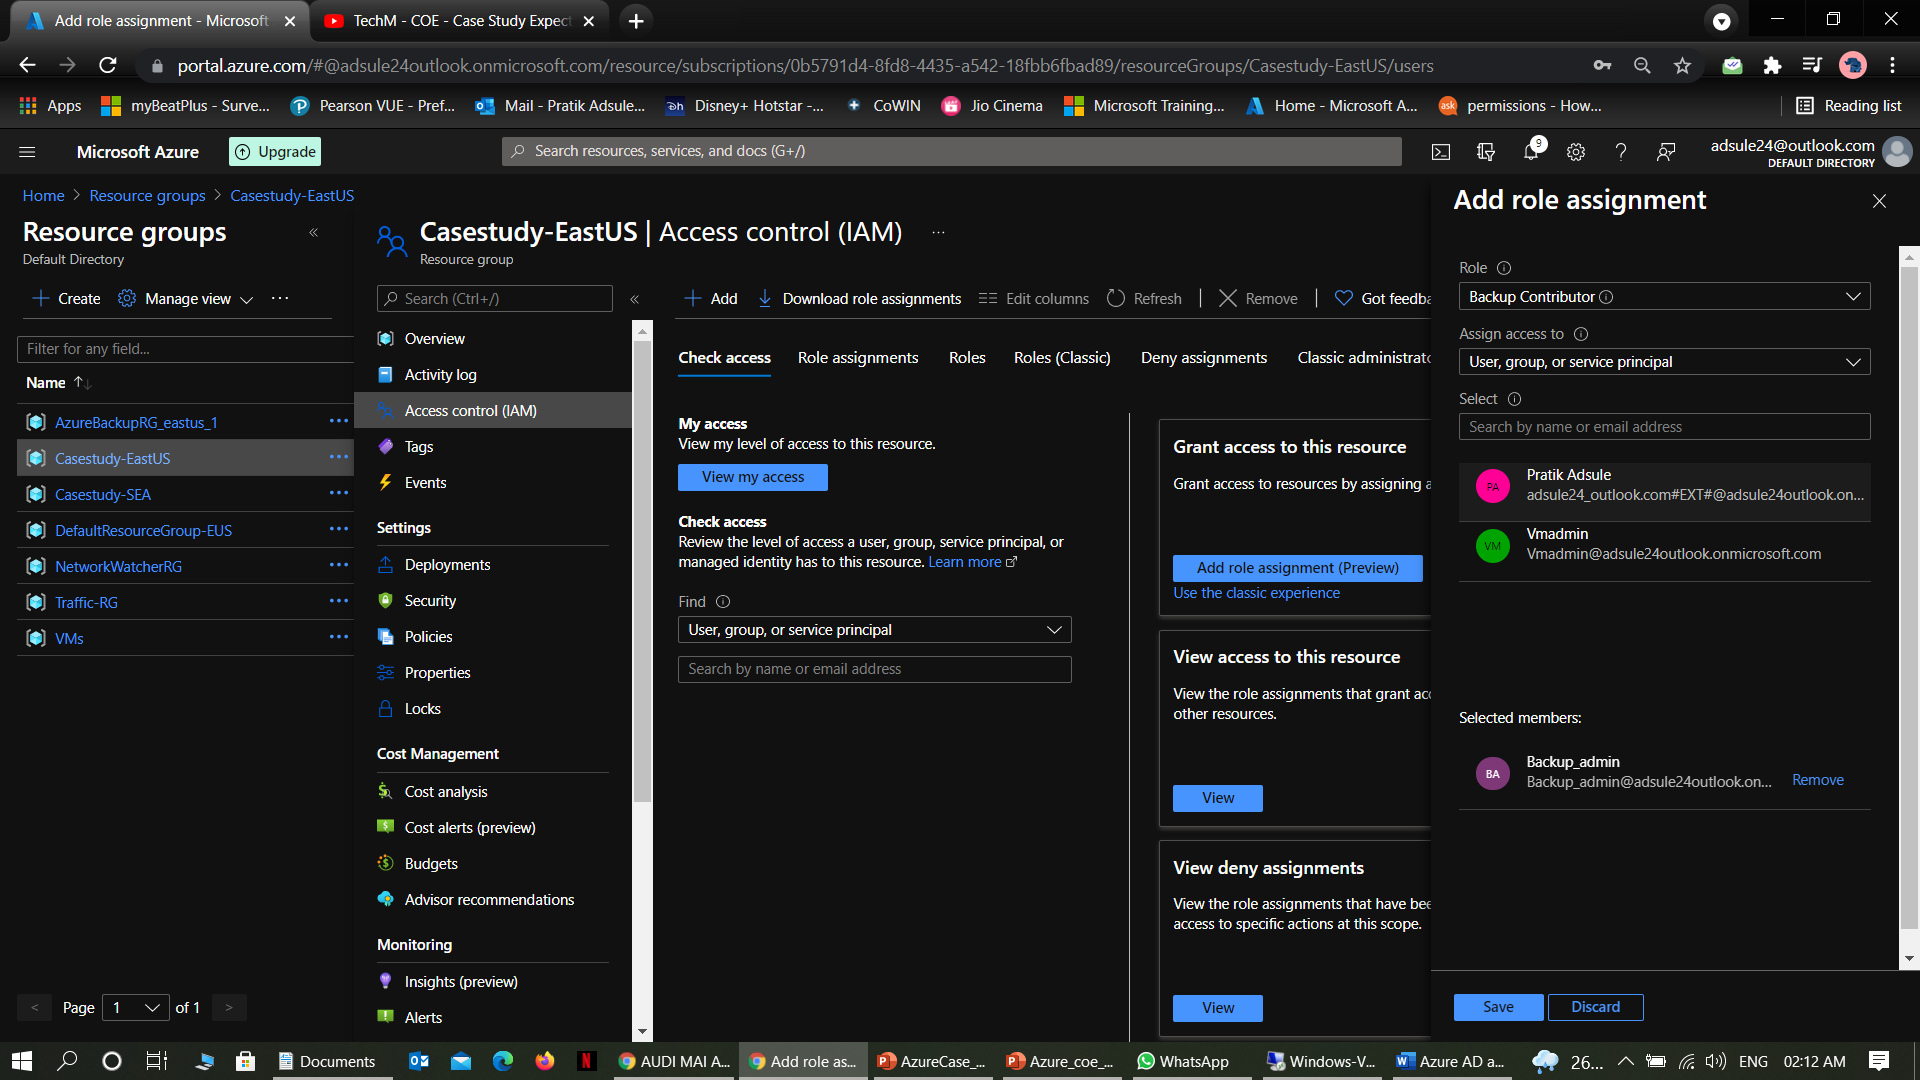 Add role assignment - Microsoft
TechM - COE - Case Study Expect
portal.azure.com/#@adsule24outlook.onmicrosoft.com/resource/subscriptions/0b5791d4-8fd8-4435-a542-18fbb6fbad89/resourceGroups/Casestudy-EastUS/users
Apps
myBeatPlus - Surve...
Pearson VUE - Pref...
Mail - Pratik Adsule...
Disney+ Hotstar -...
CoWIN
Jio Cinema
Microsoft Training...
Home - Microsoft A...
permissions - How...
Reading list
Microsoft Azure
Upgrade
Search resources, services, and docs (G+/)
9
adsule24@outlook.com
DEFAULT DIRECTORY
Home > Resource groups > Casestudy-EastUS
Resource groups
Default Directory
Create
Manage view
Filter for any field...
Name
AzureBackupRG_eastus_1
Casestudy-EastUS
Casestudy-SEA
DefaultResourceGroup-EUS
NetworkWatcherRG
Traffic-RG
VMs
< Page 1 of 1 >
Casestudy-EastUS | Access control (IAM)
Resource group
Search (Ctrl+/)
Overview
Activity log
Access control (IAM)
Tags
Events
Settings
Deployments
Security
Policies
Properties
Locks
Cost Management
Cost analysis
Cost alerts (preview)
Budgets
Advisor recommendations
Monitoring
Insights (preview)
Alerts
Add
Download role assignments
Edit columns
Refresh
Remove
Got feedba
Check access
Role assignments
Roles
Roles (Classic)
Deny assignments
Classic administrato
My access
View my level of access to this resource.
View my access
Check access
Review the level of access a user, group, service principal, or
managed identity has to this resource. Learn more
Find
User, group, or service principal
Search by name or email address
Grant access to this resource
Grant access to resources by assigning a
Add role assignment (Preview)
Use the classic experience
View access to this resource
View the role assignments that grant acc
other resources.
View
View deny assignments
View the role assignments that have bee
access to specific actions at this scope.
View
Add role assignment
Role
Backup Contributor
Assign access to
User, group, or service principal
Select
Search by name or email address
PA
Pratik Adsule
adsule24_outlook.com#EXT#@adsule24outlook.on...
VM
Vmadmin
Vmadmin@adsule24outlook.onmicrosoft.com
Selected members:
BA
Backup_admin
Backup_admin@adsule24outlook.on...
Remove
Save
Discard
Documents
AUDI MAI A...
Add role as...
AzureCase_...
Azure_coe_...
WhatsApp
Windows-V...
Azure AD a...
26...
ENG
02:12 AM